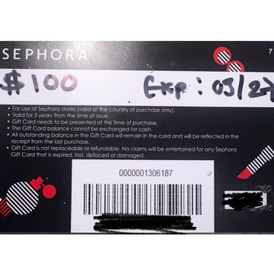 SEPHORA
7
$100 Exp: 03/27
• For use of Sephora stores (valid at the country of purchase only).
• Valid for 3 years from the time of issue.
• Gift Card needs to be presented at the time of purchase.
• The Gift Card balance cannot be exchanged for cash.
• All outstanding balance in the Gift Card will remain in the card and will be reflected in the
receipt from the last purchase.
• Gift Card is not replaceable or refundable. No claims will be entertained for any Sephora
Gift Card that is expired, lost, defaced or damaged.
0000001306187